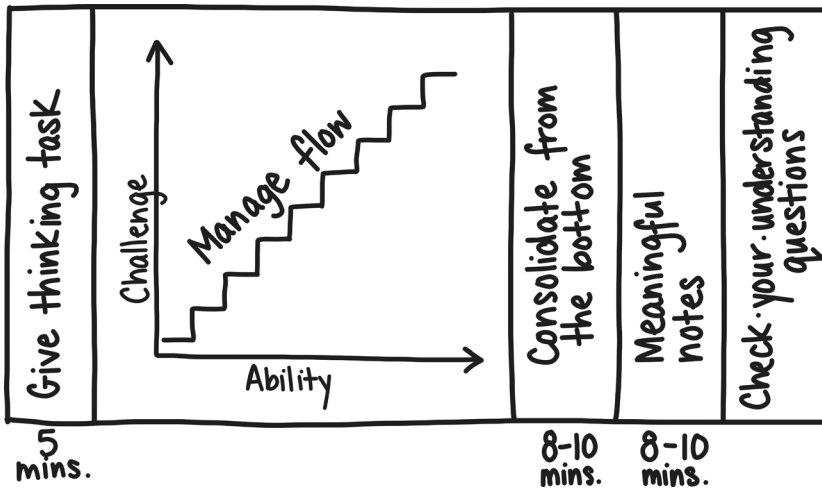 Give thinking task
Challenge
Manage flow
Ability
Consolidate from
the bottom
Meaningful
notes
Check-your-understanding
questions
5
mins.
8-10
mins.
8-10
mins.